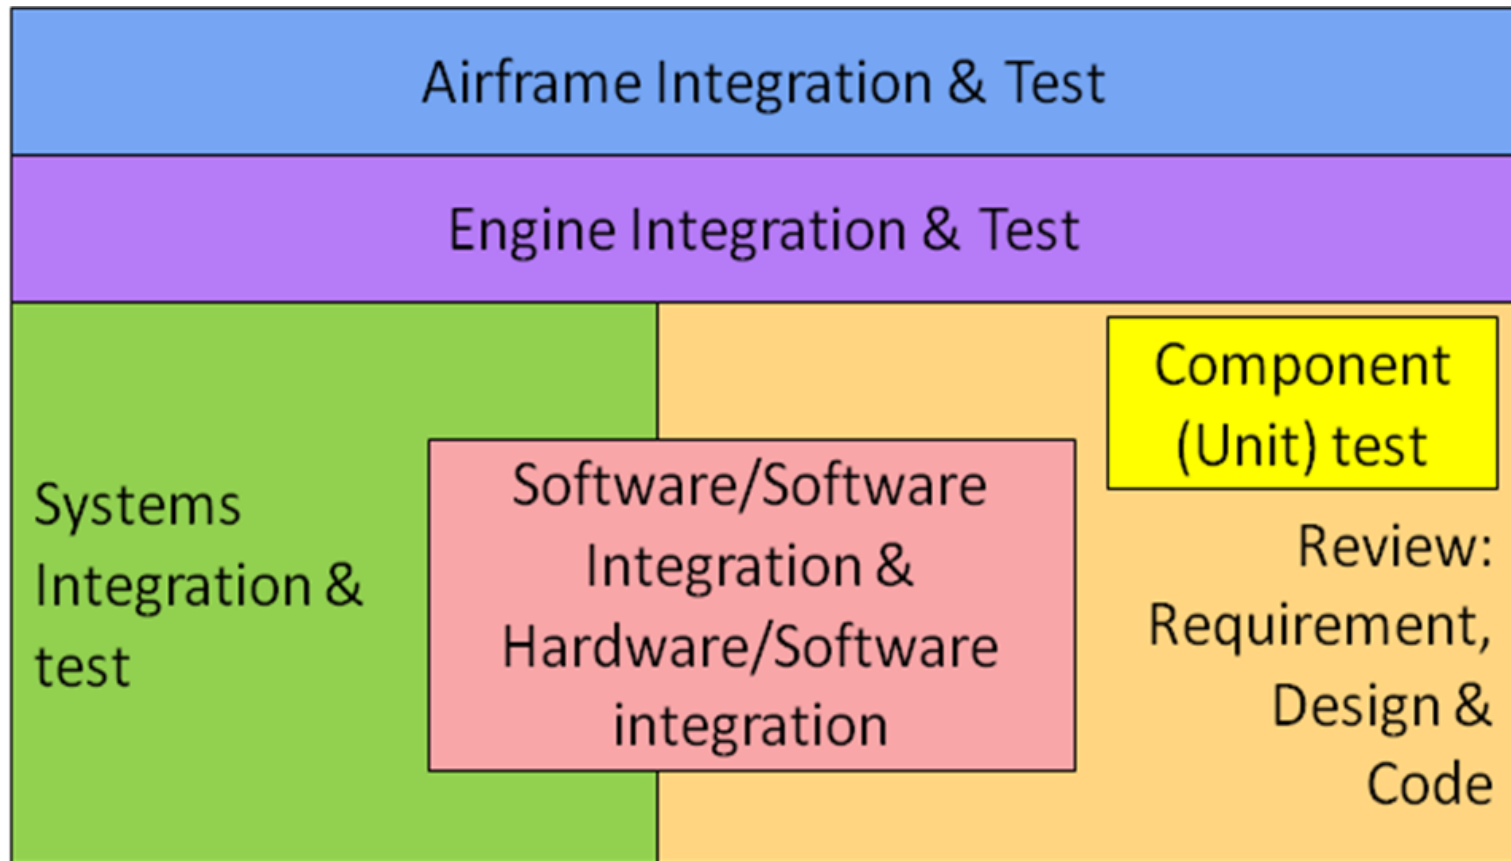 Airframe Integration & Test
Engine Integration & Test
Systems
Integration &
test
Software/Software
Integration &
Hardware/Software
integration
Component
(Unit) test
Review:
Requirement,
Design &
Code